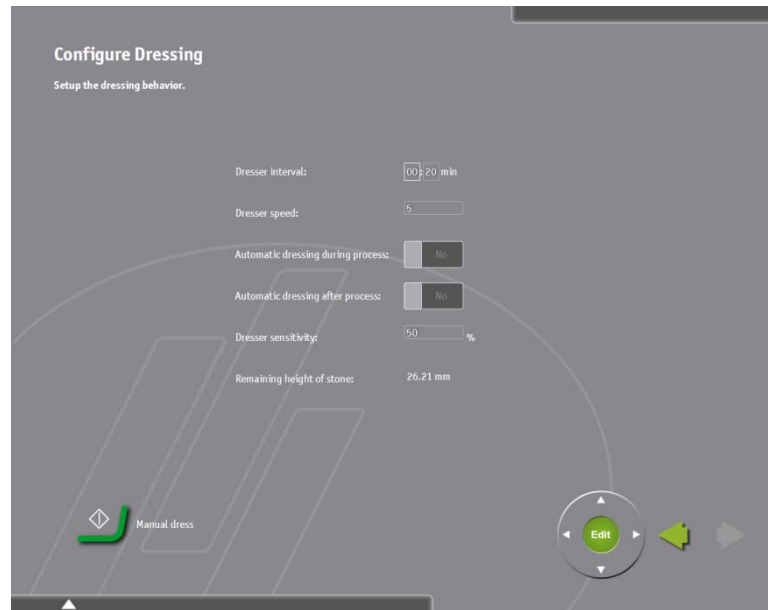 Configure Dressing
Setup the dressing behavior.
Dresser interval: 00:20 min
Dresser speed: 5
Automatic dressing during process: No
Automatic dressing after process: No
Dresser sensitivity: 50 %
Remaining height of stone: 26.21 mm
Manual dress
Edit